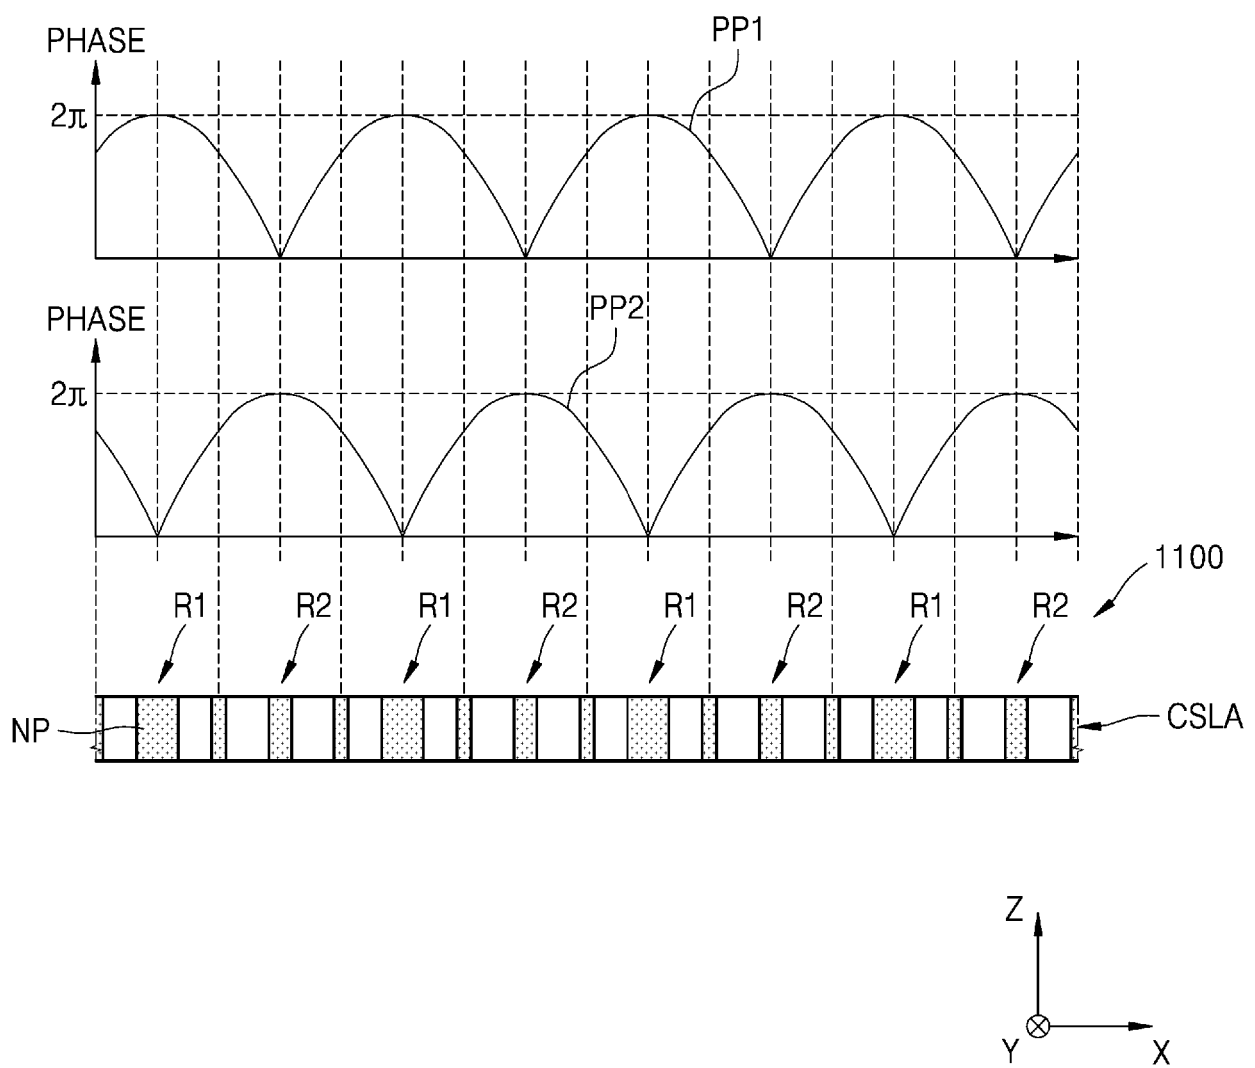 PP1
PHASE
2π
PP2
PHASE
2π
1100
R1 R2 R1 R2 R1 R2 R1 R2
NP
CSLA
Z
Y
X